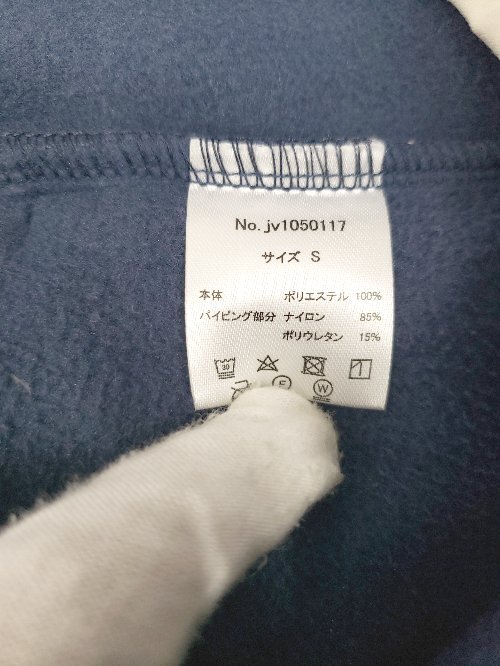 No. jv1050117
サイズ S
本体 ポリエステル 100%
パイピング部分 ナイロン 85%
ポリウレタン 15%
30
F
W